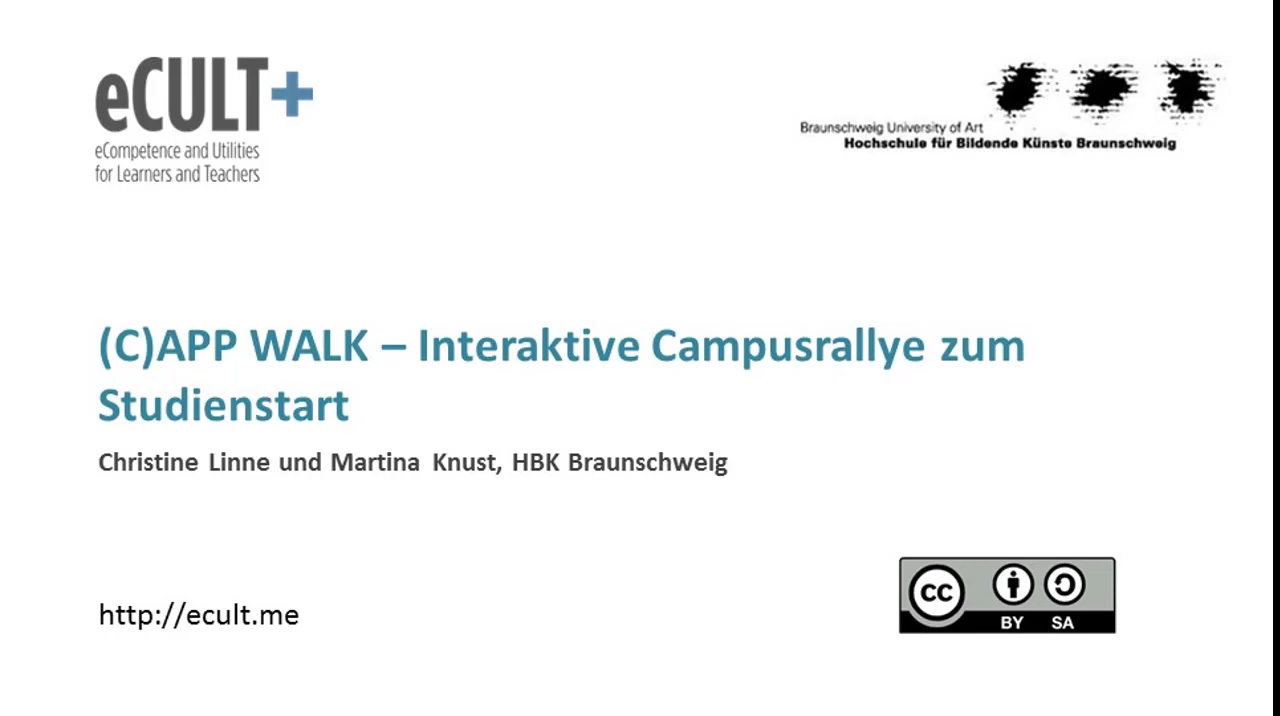 eCULT+
eCompetence and Utilities
for Learners and Teachers
Braunschweig University of Art
Hochschule für Bildende Künste Braunschweig
(C)APP WALK – Interaktive Campusrallye zum
Studienstart
Christine Linne und Martina Knust, HBK Braunschweig
http://ecult.me
CC
BY SA